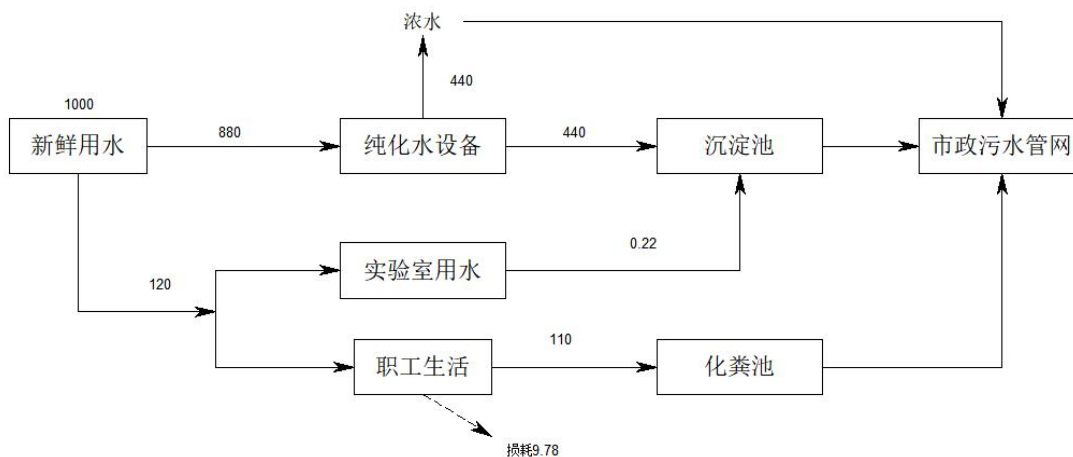 浓水
440
1000
新鲜用水
880
纯化水设备
440
沉淀池
市政污水管网
实验室用水
0.22
120
职工生活
110
化粪池
损耗9.78